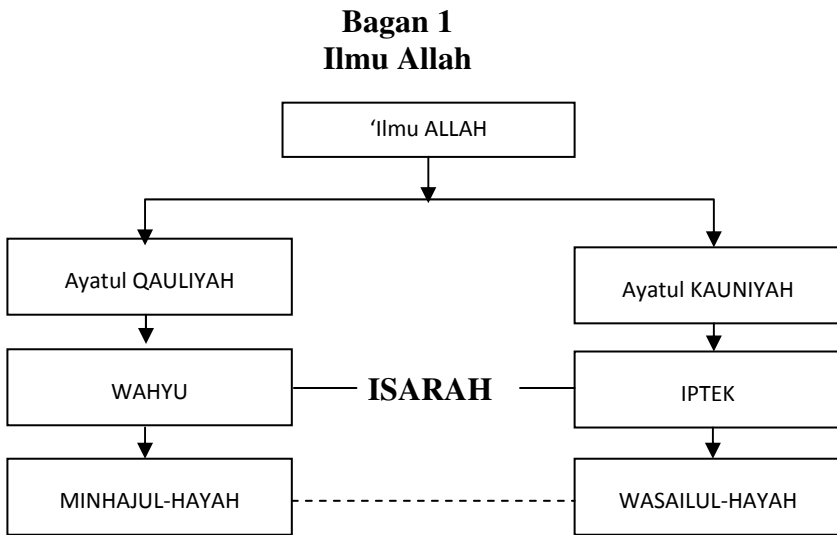 Bagan 1
Ilmu Allah
‘Ilmu ALLAH
Ayatul QAULIYAH
Ayatul KAUNIYAH
WAHYU
ISARAH
IPTEK
MINHAJUL-HAYAH
WASAILUL-HAYAH